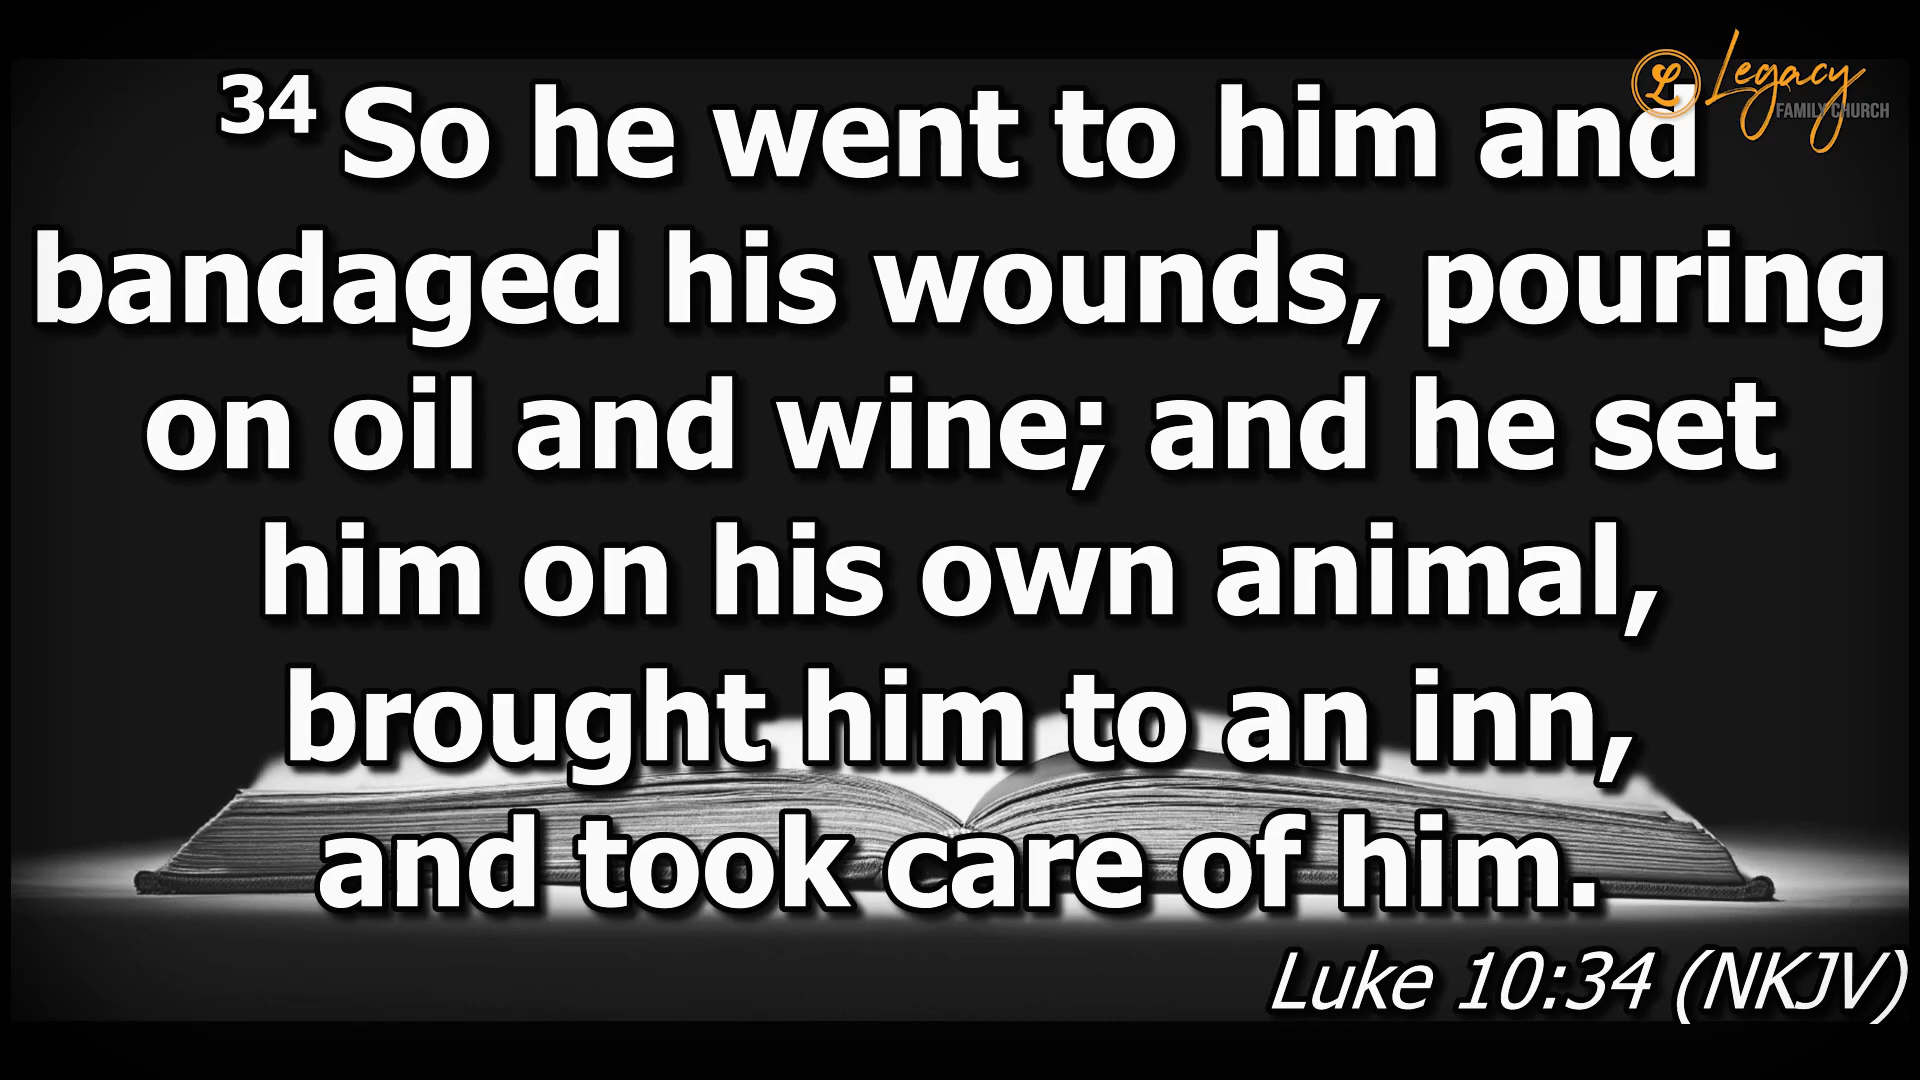 34 So he went to him and
bandaged his wounds, pouring
on oil and wine; and he set
him on his own animal,
brought him to an inn,
and took care of him.
Luke 10:34 (NKJV)
L Legacy
FAMILY CHURCH